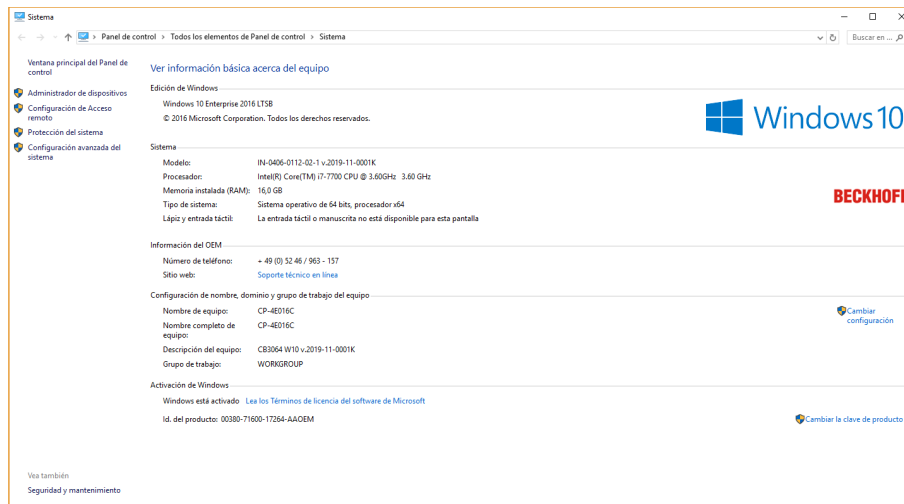 Sistema
Panel de control > Todos los elementos de Panel de control > Sistema
Buscar en ...
Ventana principal del Panel de
control
Administrador de dispositivos
Configuración de Acceso
remoto
Protección del sistema
Configuración avanzada del
sistema
Ver información básica acerca del equipo
Edición de Windows
Windows 10 Enterprise 2016 LTSB
© 2016 Microsoft Corporation. Todos los derechos reservados.
Windows 10
Sistema
Modelo: IN-0406-0112-02-1 v.2019-11-0001K
Procesador: Intel(R) Core(TM) i7-7700 CPU @ 3.60GHz 3.60 GHz
Memoria instalada (RAM): 16,0 GB
Tipo de sistema: Sistema operativo de 64 bits, procesador x64
Lápiz y entrada táctil: La entrada táctil o manuscrita no está disponible para esta pantalla
BECKHOFF
Información del OEM
Número de teléfono: + 49 (0) 52 46 / 963 - 157
Sitio web: Soporte técnico en línea
Configuración de nombre, dominio y grupo de trabajo del equipo
Nombre de equipo: CP-4E016C
Cambiar
configuración
Nombre completo de
equipo: CP-4E016C
Descripción del equipo: CB3064 W10 v.2019-11-0001K
Grupo de trabajo: WORKGROUP
Activación de Windows
Windows está activado Lea los Términos de licencia del software de Microsoft
Id. del producto: 00380-71600-17264-AAOEM
Cambiar la clave de producto
Vea también
Seguridad y mantenimiento